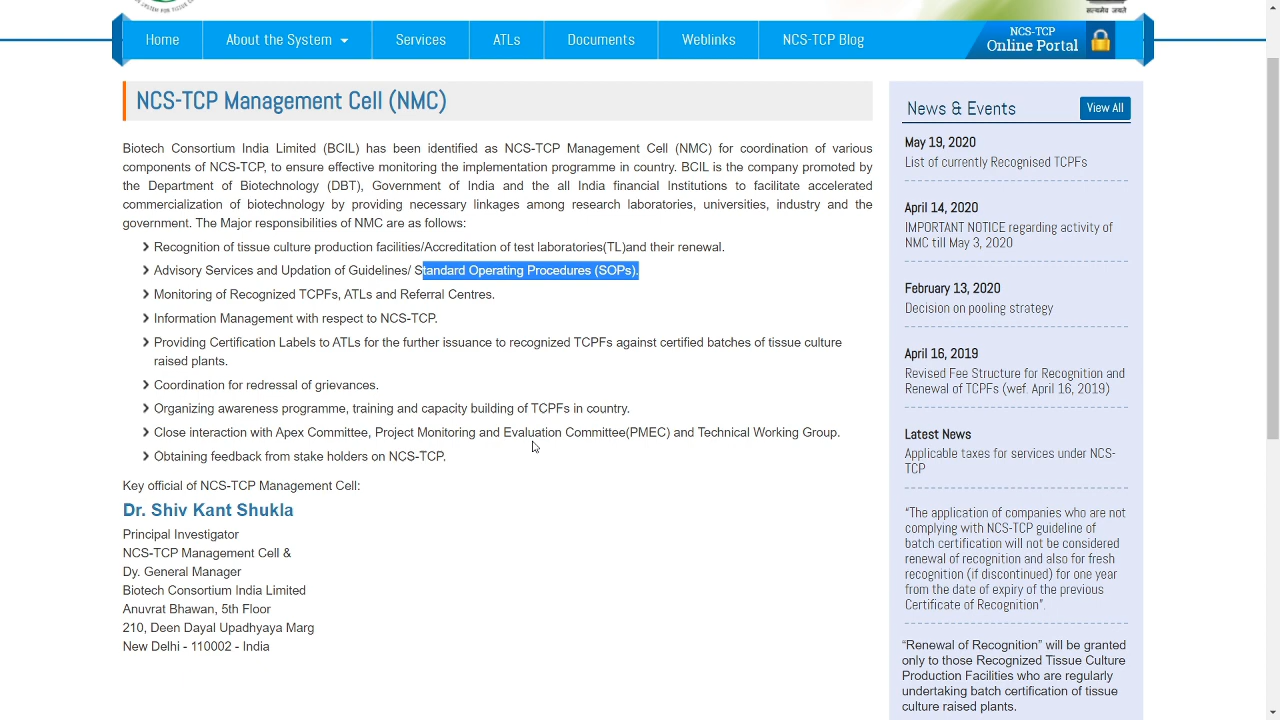 Home
About the System
Services
ATLs
Documents
Weblinks
NCS-TCP Blog
NCS-TCP
Online Portal
NCS-TCP Management Cell (NMC)
Biotech Consortium India Limited (BCIL) has been identified as NCS-TCP Management Cell (NMC) for coordination of various
components of NCS-TCP, to ensure effective monitoring the implementation programme in country. BCIL is the company promoted by
the Department of Biotechnology (DBT), Government of India and the all India financial Institutions to facilitate accelerated
commercialization of biotechnology by providing necessary linkages among research laboratories, universities, industry and the
government. The Major responsibilities of NMC are as follows:
Recognition of tissue culture production facilities/Accreditation of test laboratories(TL)and their renewal.
Advisory Services and Updation of Guidelines/ Standard Operating Procedures (SOPs).
Monitoring of Recognized TCPFs, ATLs and Referral Centres.
Information Management with respect to NCS-TCP.
Providing Certification Labels to ATLs for the further issuance to recognized TCPFs against certified batches of tissue culture
raised plants.
Coordination for redressal of grievances.
Organizing awareness programme, training and capacity building of TCPFs in country.
Close interaction with Apex Committee, Project Monitoring and Evaluation Committee(PMEC) and Technical Working Group.
Obtaining feedback from stake holders on NCS-TCP.
Key official of NCS-TCP Management Cell:
Dr. Shiv Kant Shukla
Principal Investigator
NCS-TCP Management Cell &
Dy. General Manager
Biotech Consortium India Limited
Anuvrat Bhawan, 5th Floor
210, Deen Dayal Upadhyaya Marg
New Delhi - 110002 - India
News & Events
View All
May 19, 2020
List of currently Recognised TCPFs
April 14, 2020
IMPORTANT NOTICE regarding activity of
NMC till May 3, 2020
February 13, 2020
Decision on pooling strategy
April 16, 2019
Revised Fee Structure for Recognition and
Renewal of TCPFs (wef. April 16, 2019)
Latest News
Applicable taxes for services under NCS-
TCP
“The application of companies who are not
complying with NCS-TCP guideline of
batch certification will not be considered
renewal of recognition and also for fresh
recognition (if discontinued) for one year
from the date of expiry of the previous
Certificate of Recognition”.
“Renewal of Recognition” will be granted
only to those Recognized Tissue Culture
Production Facilities who are regularly
undertaking batch certification of tissue
culture raised plants.